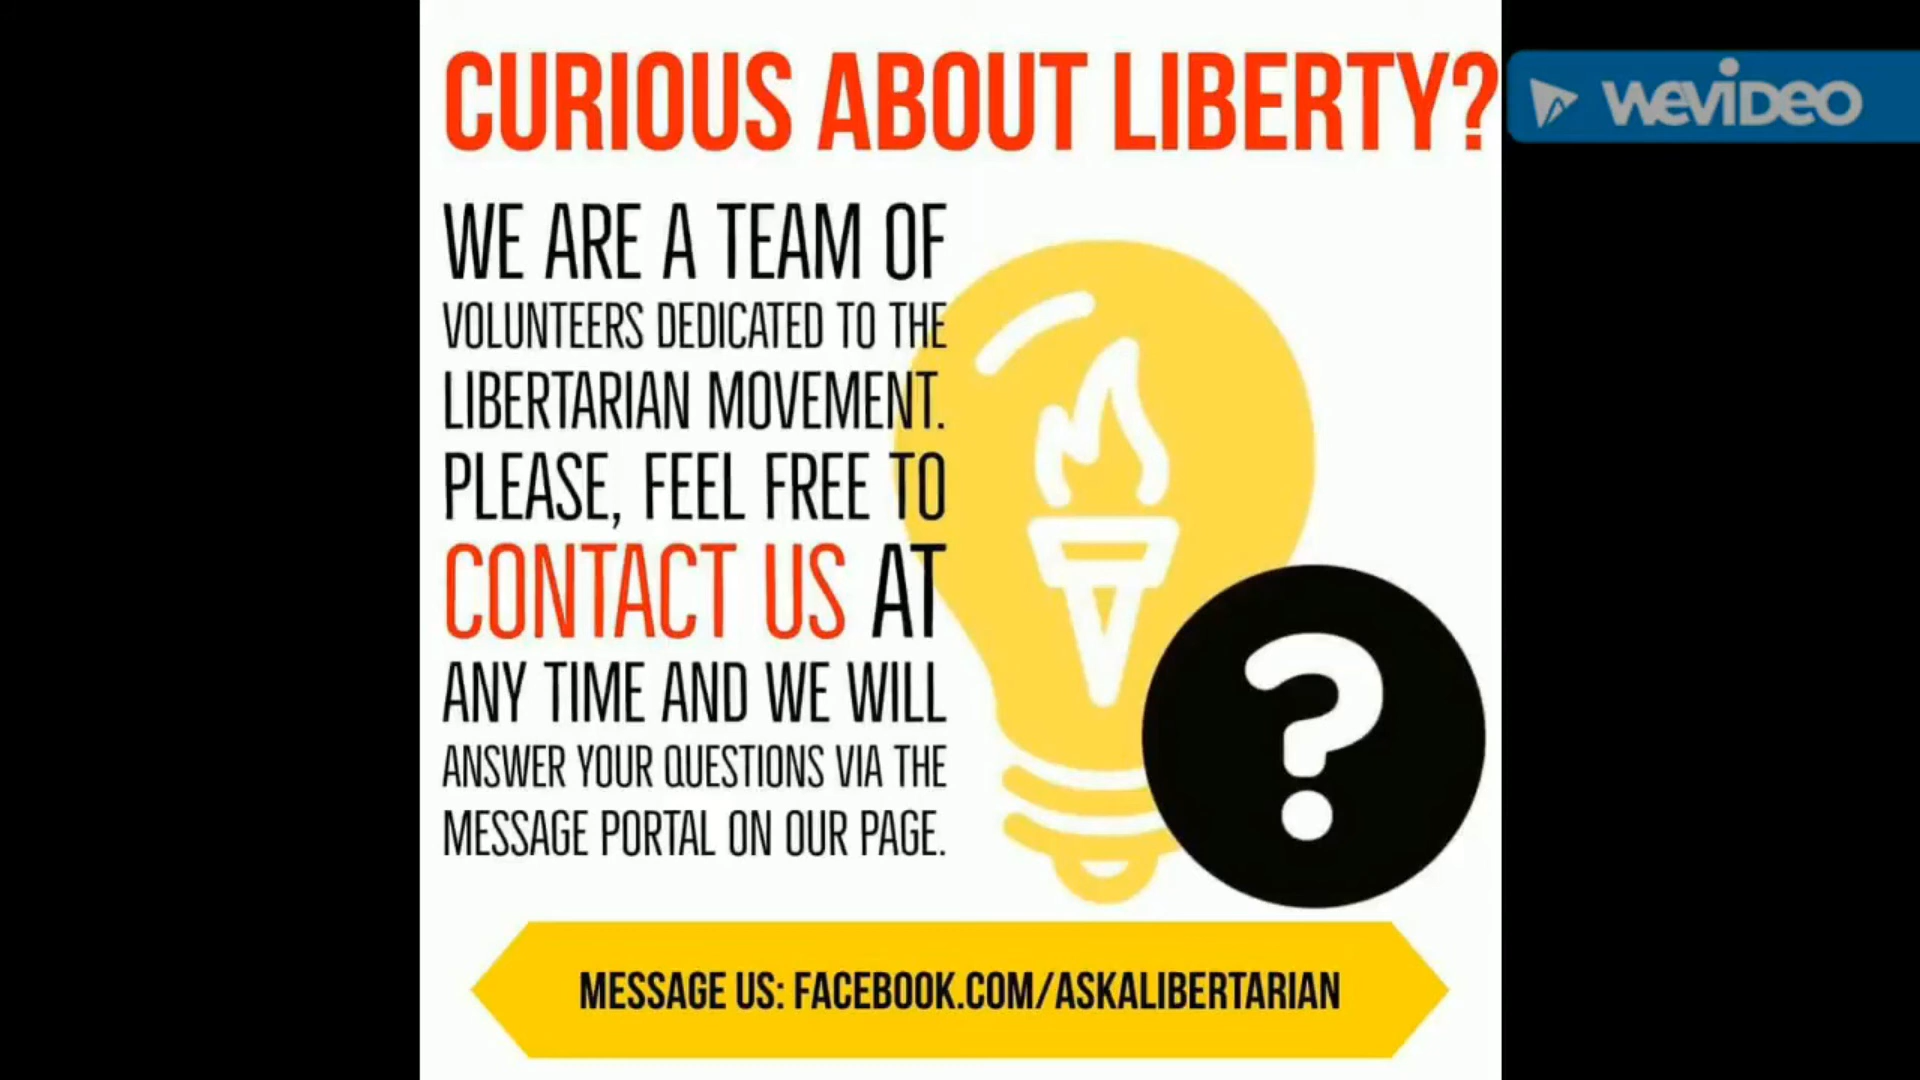 CURIOUS ABOUT LIBERTY?
WEVIDEO
WE ARE A TEAM OF
VOLUNTEERS DEDICATED TO THE
LIBERTARIAN MOVEMENT.
PLEASE, FEEL FREE TO
CONTACT US AT
ANY TIME AND WE WILL
ANSWER YOUR QUESTIONS VIA THE
MESSAGE PORTAL ON OUR PAGE.
?
MESSAGE US: FACEBOOK.COM/ASKALIBERTARIAN